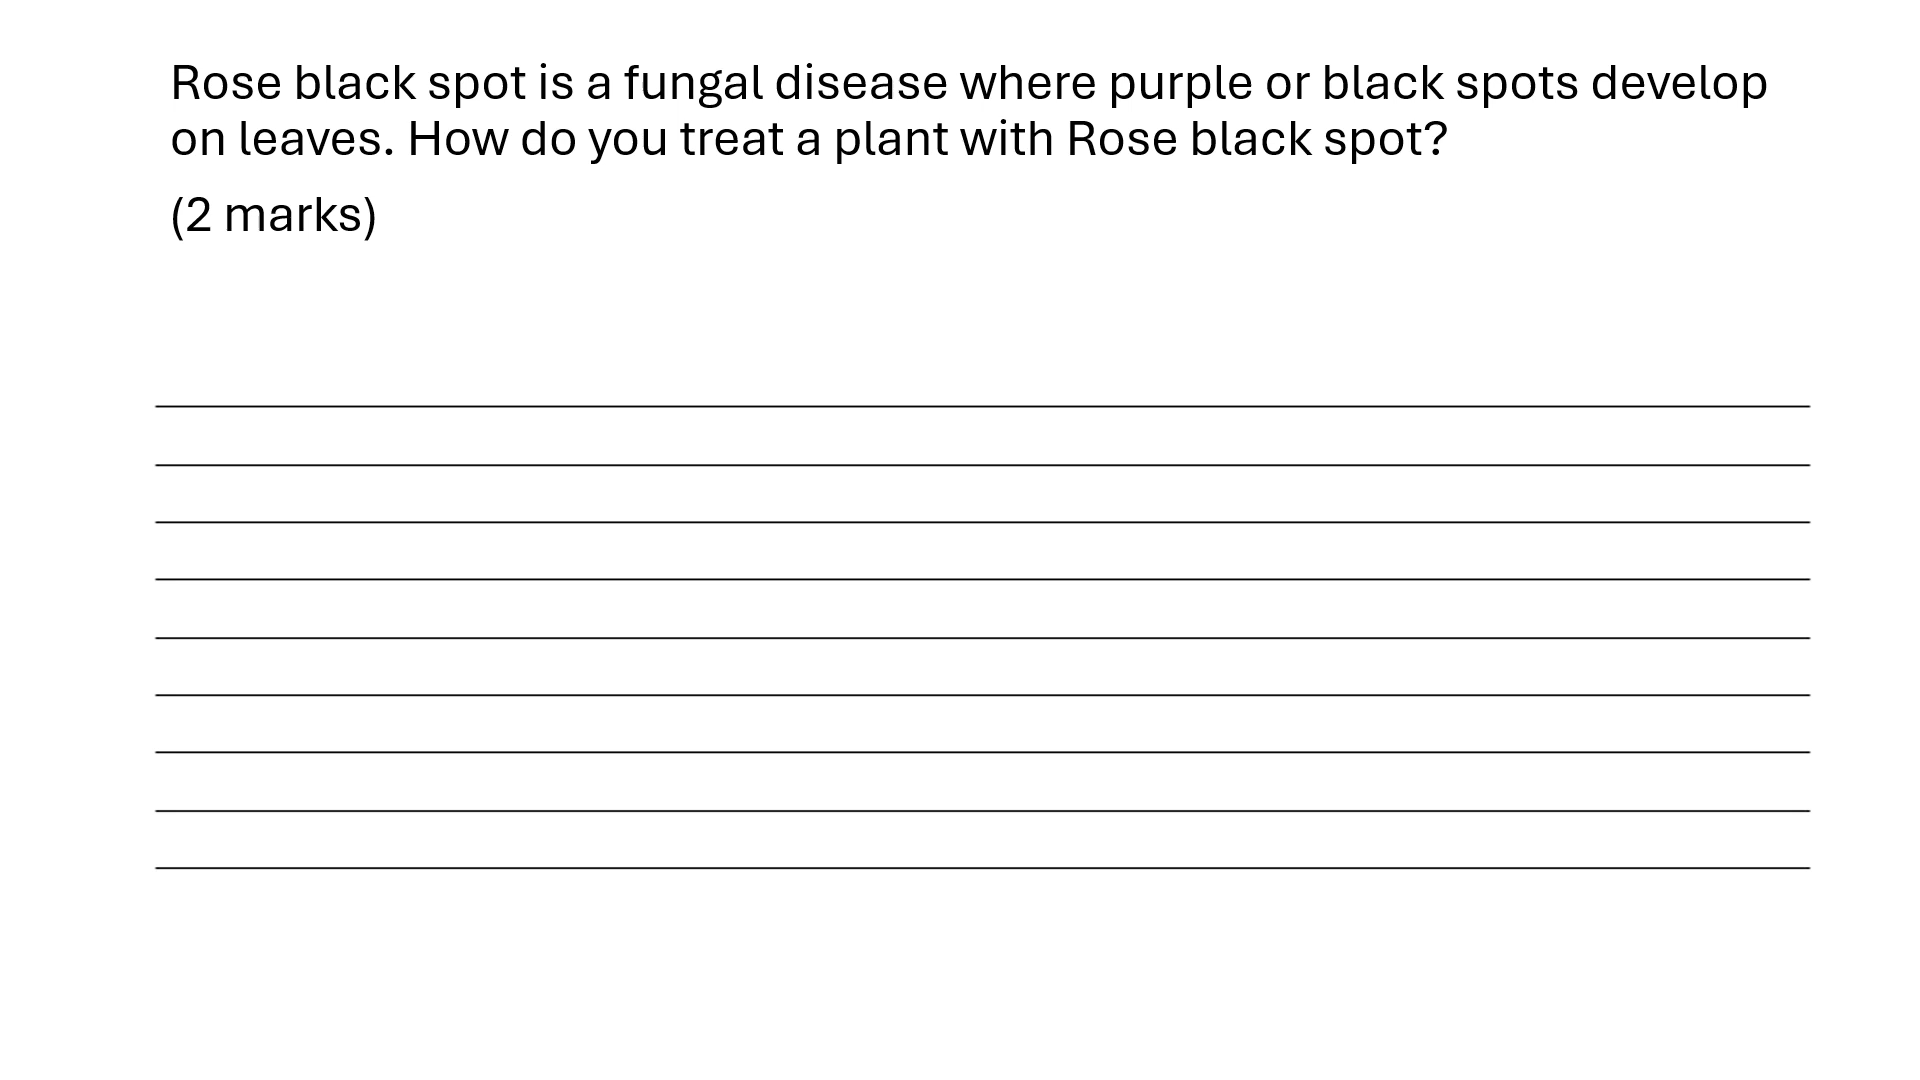 Rose black spot is a fungal disease where purple or black spots develop
on leaves. How do you treat a plant with Rose black spot?
(2 marks)